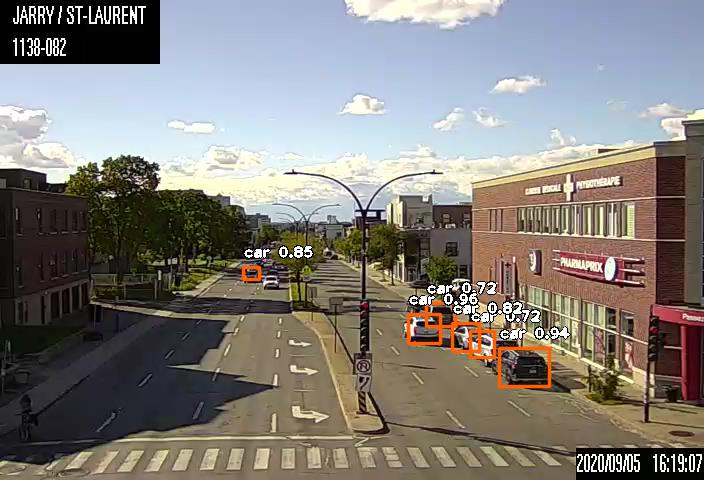 JARRY / ST-LAURENT
1138-082
CLINIQUE MÉDICALE PHYSIOTHÉRAPIE
PHARMAPRIX
car 0.85
car 0.72
car 0.96
car 0.82
car 0.72
car 0.94
2020/09/05 16:19:07